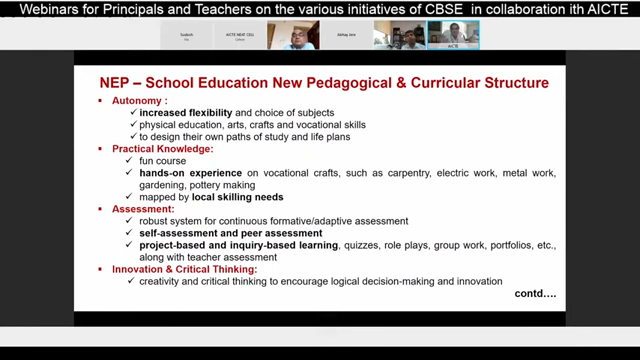 Webinars for Principals and Teachers on the various initiatives of CBSE in collaboration ith AICTE
Sudesh
AICTE NEAT CELL
Abhay Jere
AICTE
NEP – School Education New Pedagogical & Curricular Structure
▪ Autonomy :
✓ increased flexibility and choice of subjects
✓ physical education, arts, crafts and vocational skills
✓ to design their own paths of study and life plans
▪ Practical Knowledge:
✓ fun course
✓ hands-on experience on vocational crafts, such as carpentry, electric work, metal work,
gardening, pottery making
✓ mapped by local skilling needs
▪ Assessment:
✓ robust system for continuous formative/adaptive assessment
✓ self-assessment and peer assessment
✓ project-based and inquiry-based learning, quizzes, role plays, group work, portfolios, etc.,
along with teacher assessment
▪ Innovation & Critical Thinking:
✓ creativity and critical thinking to encourage logical decision-making and innovation
contd….